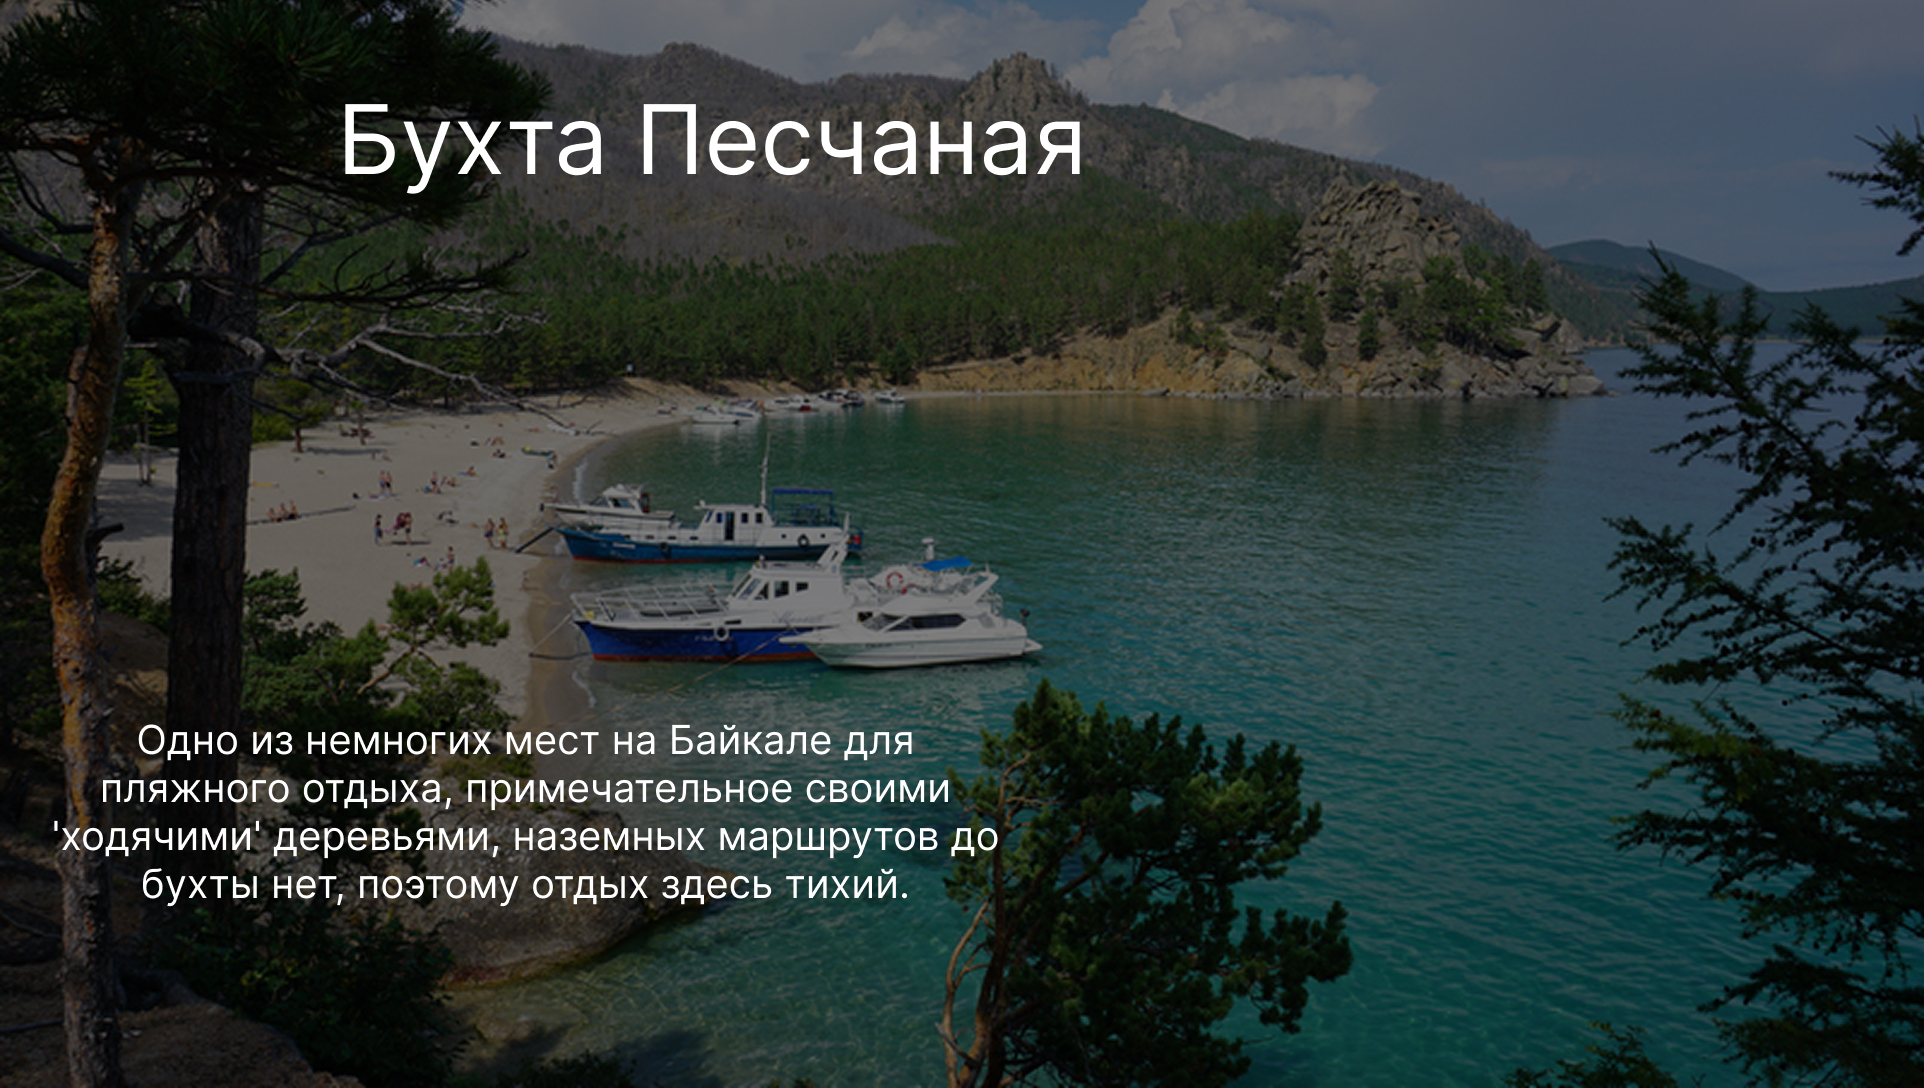 Бухта Песчаная
Одно из немногих мест на Байкале для
пляжного отдыха, примечательное своими
'ходячими' деревьями, наземных маршрутов до
бухты нет, поэтому отдых здесь тихий.